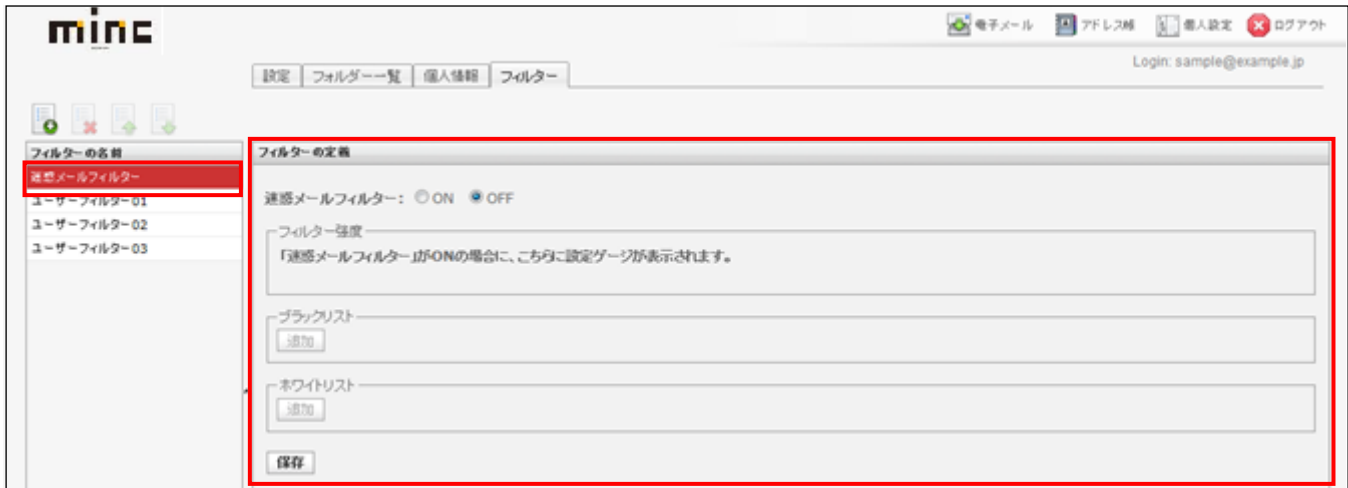 minc
電子メール アドレス帳 個人設定 ログアウト
Login: sample@example.jp
設定 フォルダー一覧 個人情報 フィルター
フィルターの名前
迷惑メールフィルター
ユーザーフィルター01
ユーザーフィルター02
ユーザーフィルター03
フィルターの定義
迷惑メールフィルター: ON OFF
フィルター強度
「迷惑メールフィルター」がONの場合に、こちらに設定ゲージが表示されます。
ブラックリスト
追加
ホワイトリスト
追加
保存